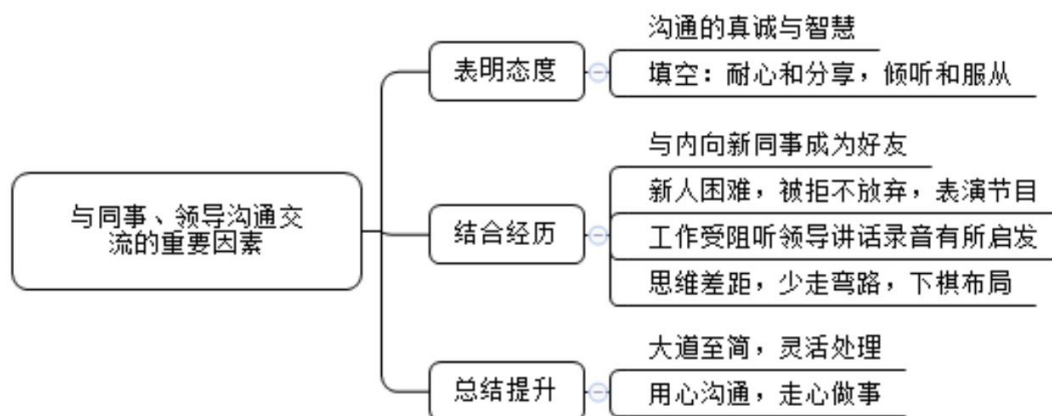 与同事、领导沟通交
流的重要因素
表明态度
沟通的真诚与智慧
填空：耐心和分享，倾听和服从
结合经历
与内向新同事成为好友
新人困难，被拒不放弃，表演节目
工作受阻听领导讲话录音有所启发
思维差距，少走弯路，下棋布局
总结提升
大道至简，灵活处理
用心沟通，走心做事